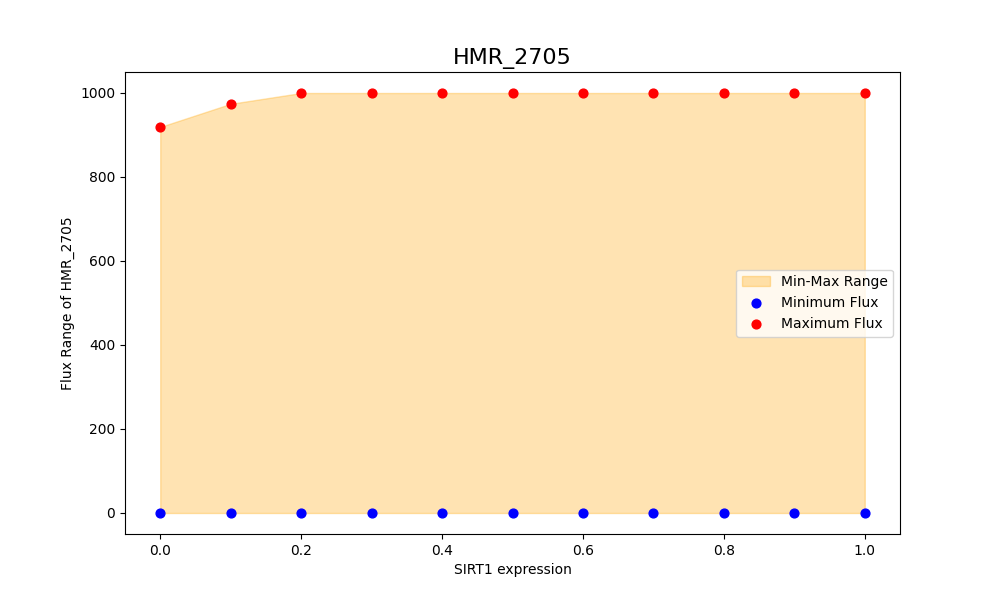 HMR_2705
1000
800
600
400
200
0
Flux Range of HMR_2705
Min-Max Range
Minimum Flux
Maximum Flux
0.0 0.2 0.4 0.6 0.8 1.0
SIRT1 expression